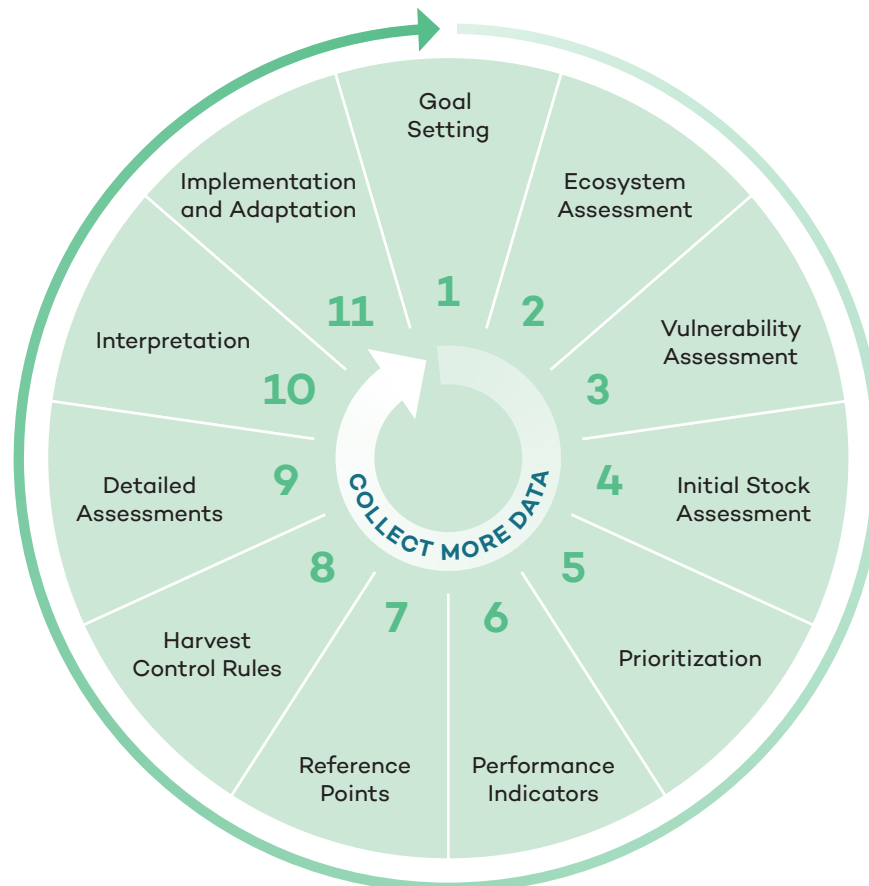 Goal
Setting
1
Ecosystem
Assessment
2
Vulnerability
Assessment
3
Initial Stock
Assessment
4
Prioritization
5
Performance
Indicators
6
Reference
Points
7
Harvest
Control Rules
8
Detailed
Assessments
9
Interpretation
10
Implementation
and Adaptation
11
COLLECT MORE DATA